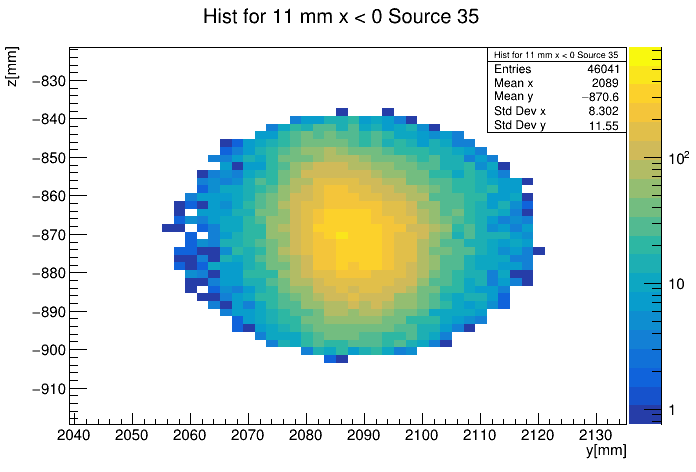 Hist for 11 mm x < 0 Source 35
z[mm]
Hist for 11 mm x < 0 Source 35
Entries 46041
Mean x 2089
Mean y −870.6
Std Dev x 8.302
Std Dev y 11.55
−830
−840
−850
−860
−870
−880
−890
−900
−910
10²
10
1
2040 2050 2060 2070 2080 2090 2100 2110 2120 2130
y[mm]